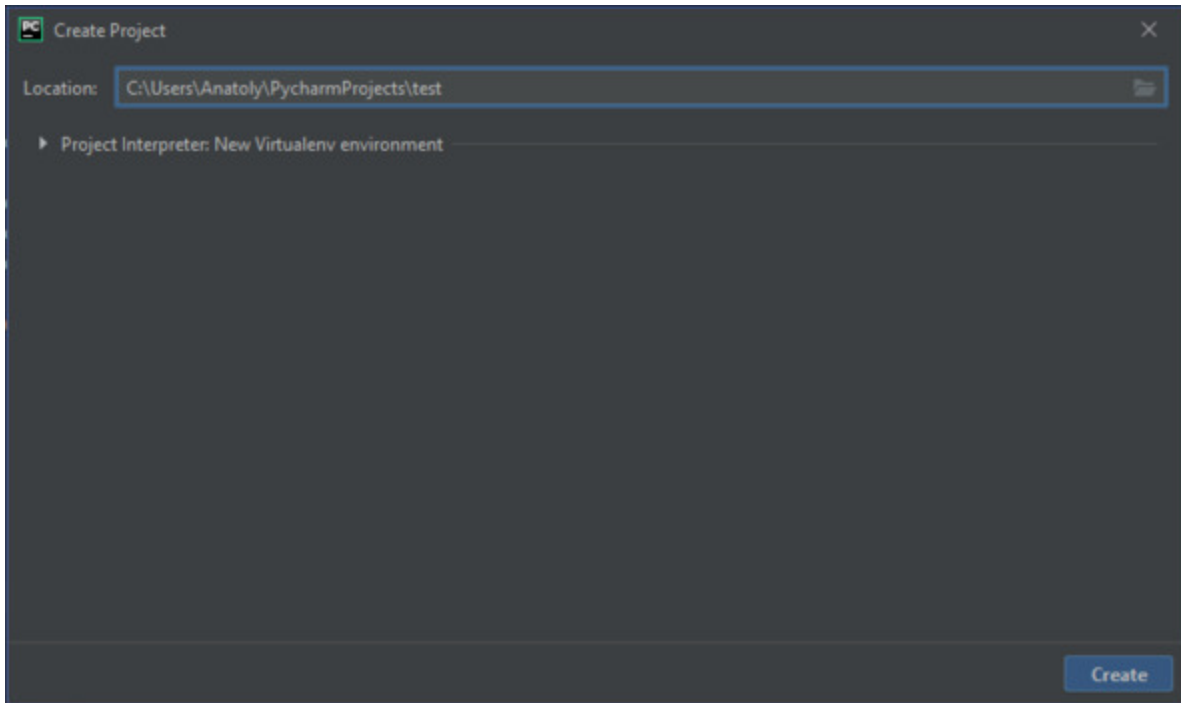 PC Create Project
Location: C:\Users\Anatoly\PycharmProjects\test
Project Interpreter: New Virtualenv environment
Create